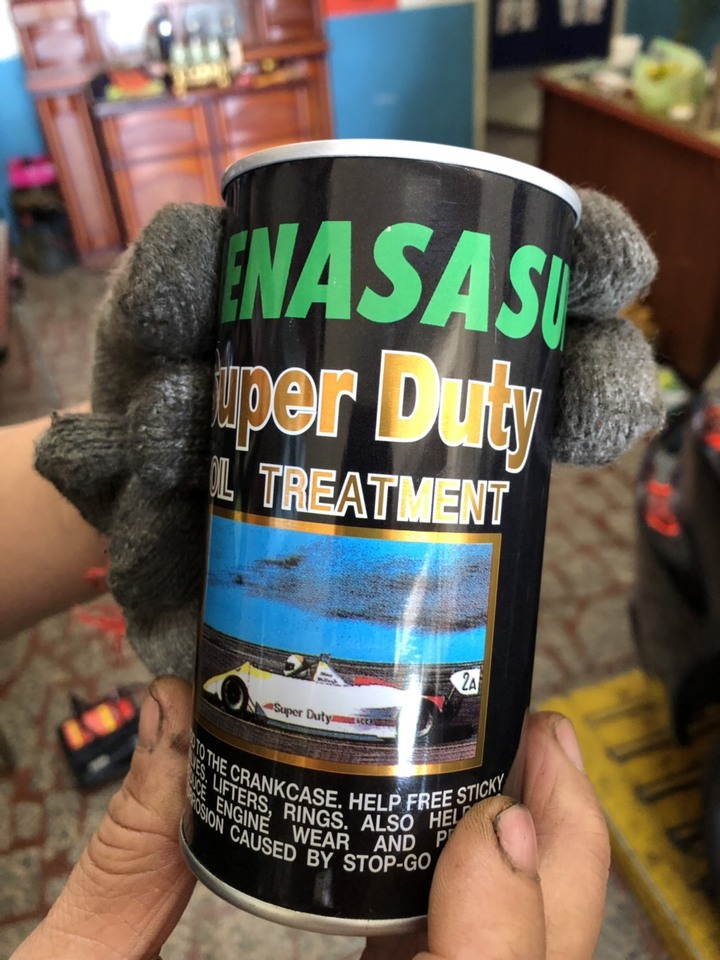 ENASASU
Super Duty
OIL TREATMENT
2A
Super Duty
TO THE CRANKCASE. HELP FREE STICKY
LIFTERS, RINGS. ALSO HELP
ENGINE WEAR AND
CAUSED BY STOP-GO